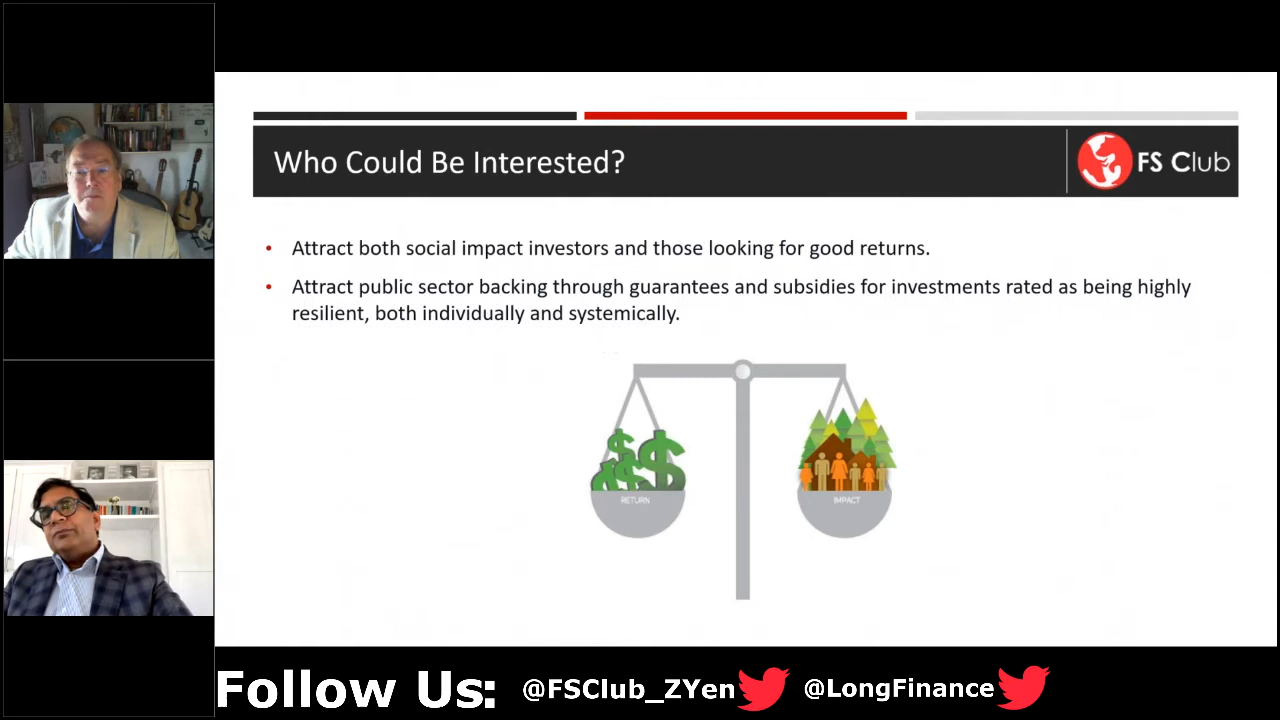 Who Could Be Interested?
FS Club
• Attract both social impact investors and those looking for good returns.
• Attract public sector backing through guarantees and subsidies for investments rated as being highly
resilient, both individually and systemically.
RETURN
IMPACT
Follow Us: @FSClub_ZYen @LongFinance